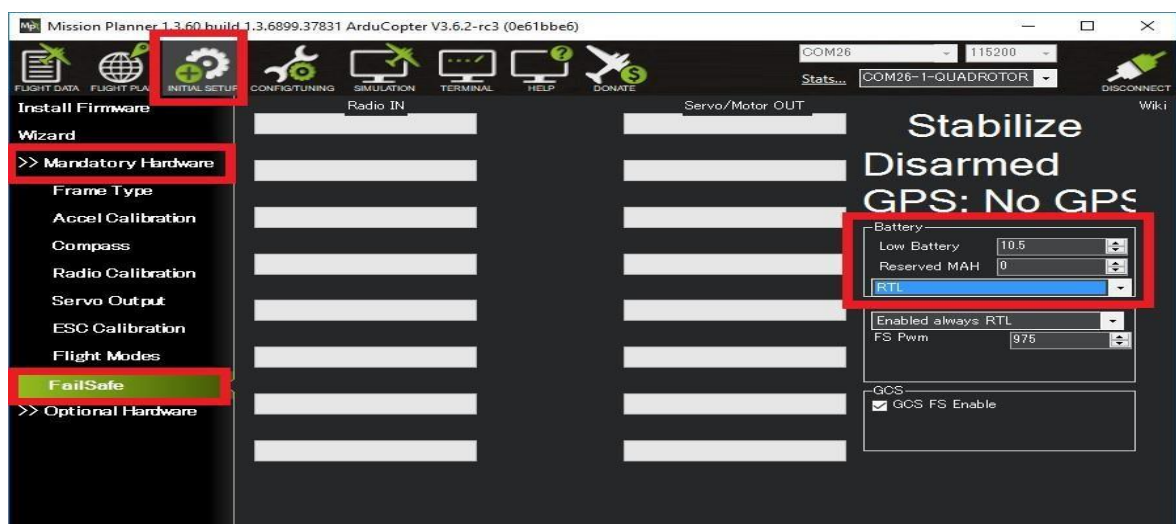 Mission Planner 1.3.60 build 1.3.6899.37831 ArduCopter V3.6.2-rc3 (0e61bbe6)
FLIGHT DATA FLIGHT PLA INITIAL SETUP CONFIG/TUNING SIMULATION TERMINAL HELP DONATE
COM26 115200
Stats... COM26-1-QUADROTOR
DISCONNECT
Install Firmware
Wizard
>> Mandatory Hardware
Frame Type
Accel Calibration
Compass
Radio Calibration
Servo Output
ESC Calibration
Flight Modes
FailSafe
>> Optional Hardware
Radio IN
Servo/Motor OUT
Wiki
Stabilize
Disarmed
GPS: No GPS
Battery
Low Battery 10.5
Reserved MAH 0
RTL
Enabled always RTL
FS Pwm 975
GCS
GCS FS Enable